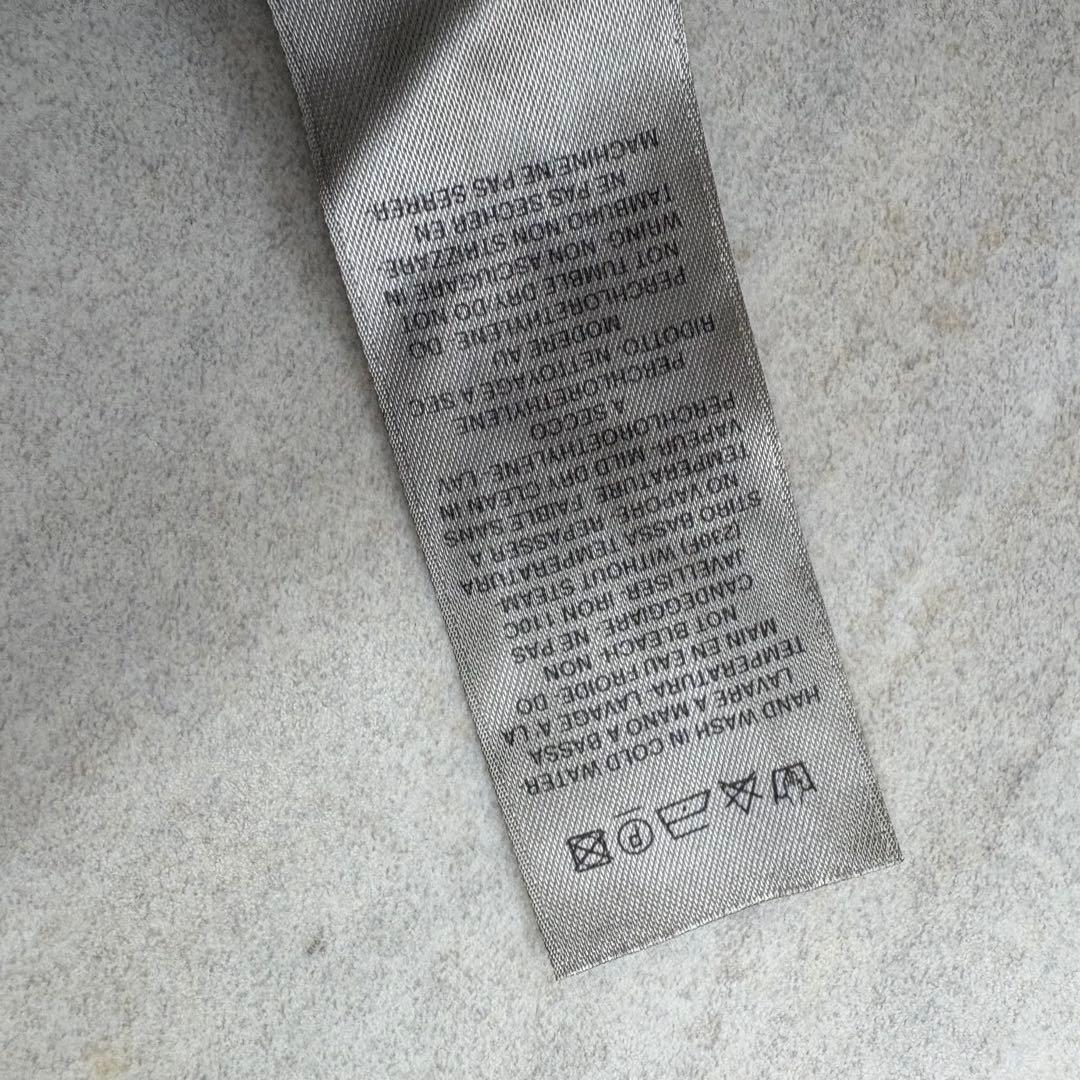 P
HAND WASH IN COLD WATER
LAVARE A MANO A BASSA
TEMPERATURA. LAVAGE A LA
MAIN EN EAU FROIDE. DO
NOT BLEACH. NON
CANDEGGIARE. NE PAS
JAVELLISER. IRON 110C
(230F) WITHOUT STEAM.
STIRO BASSA TEMPERATURA
NO VAPORE. REPASSER A
TEMPERATURE FAIBLE SANS
VAPEUR. MILD DRY CLEAN IN
PERCHLOROETHYLENE- LAV
A SECCO
PERCHLORETHYLENE
RIDOTTO. NETTOYAGE A SEC
MODERE AU
PERCHLORETHYLENE. DO
NOT TUMBLE DRY.DO NOT
WRING. NON ASCIUGARE IN
TAMBURO.NON STRIZZARE-
NE PAS SECHER EN
MACHINE.NE PAS SERRER.